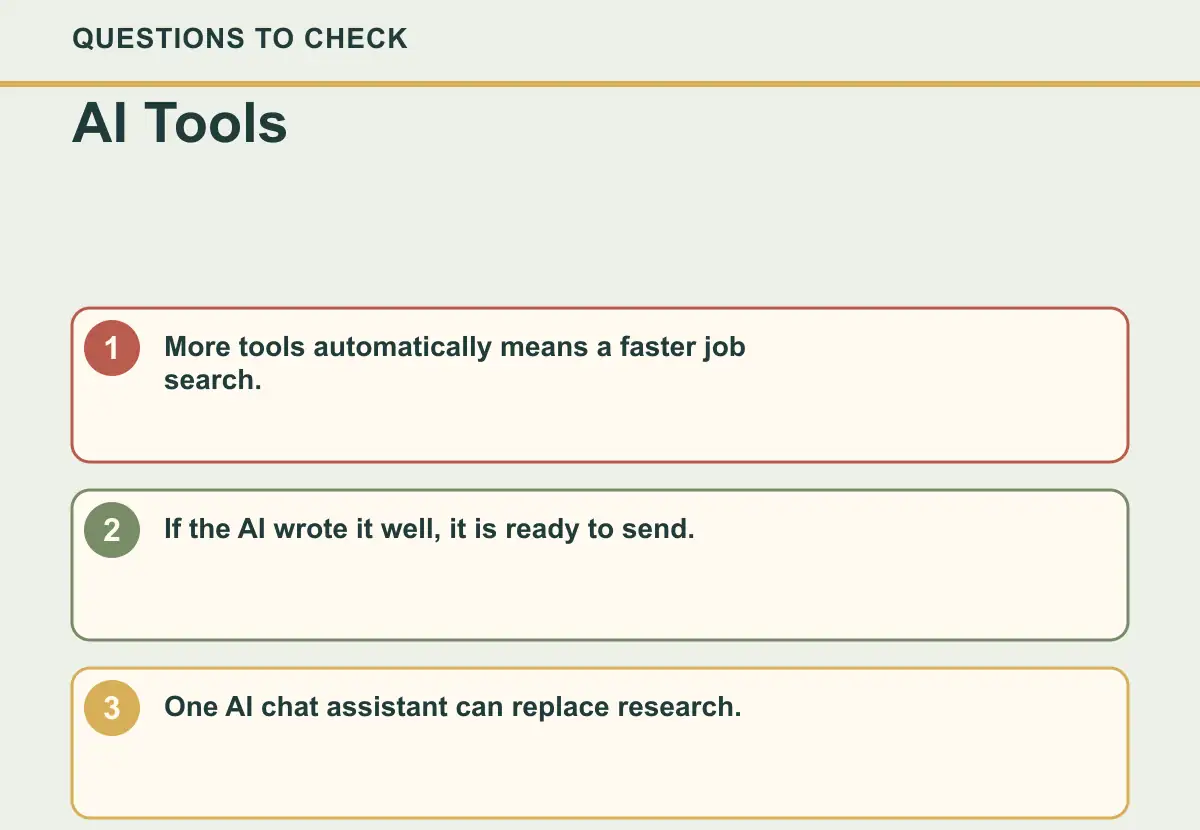 QUESTIONS TO CHECK
AI Tools
1
More tools automatically means a faster job
search.
2
If the AI wrote it well, it is ready to send.
3
One AI chat assistant can replace research.